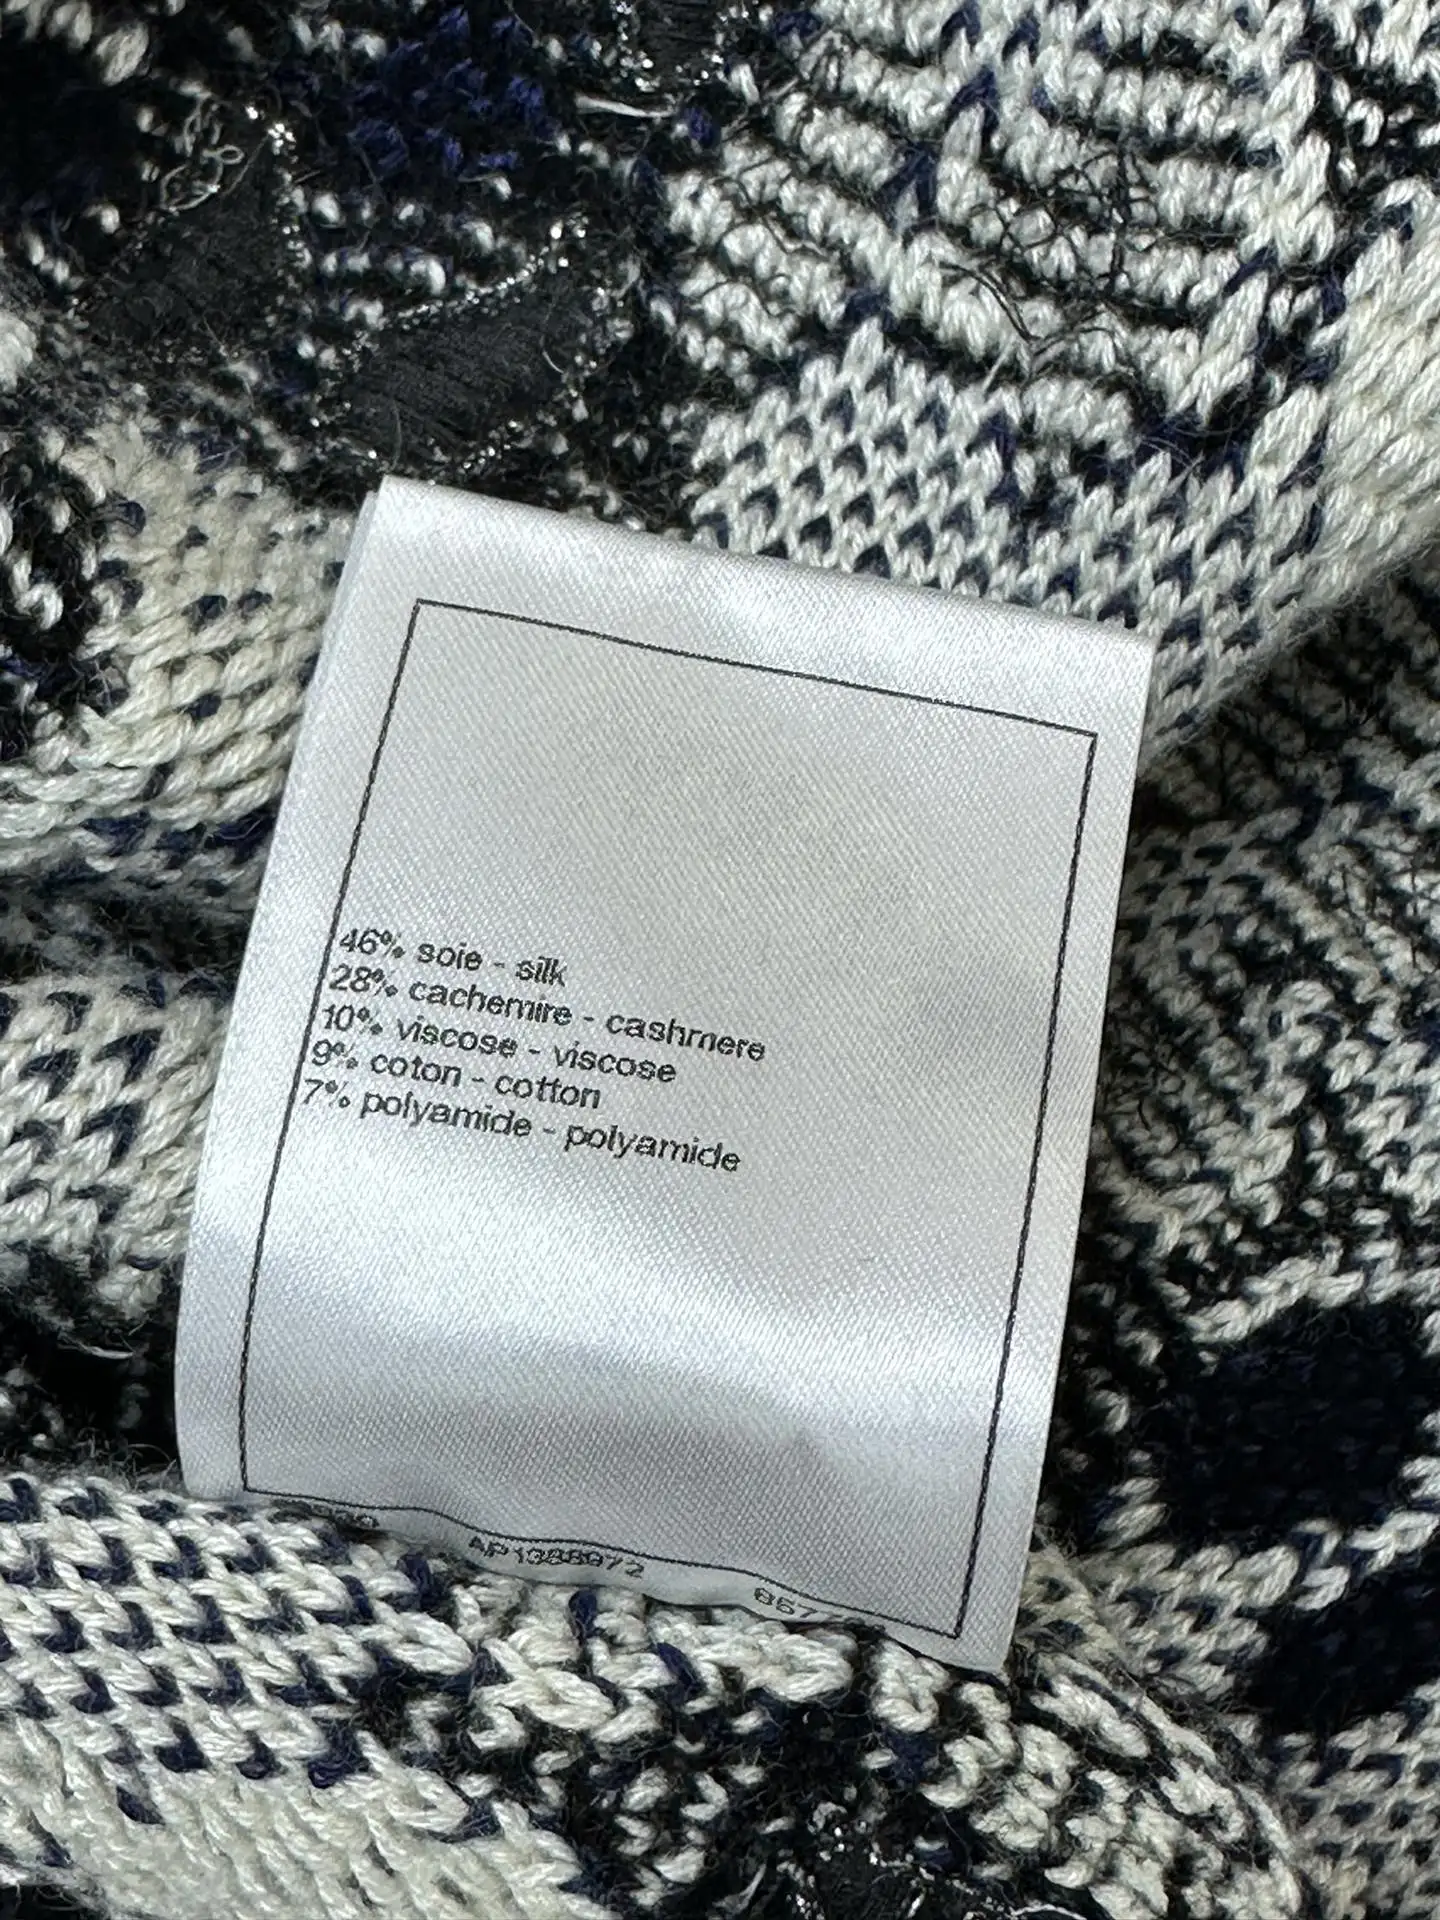 46% soie - silk
28% cachemire - cashmere
10% viscose - viscose
9% coton - cotton
7% polyamide - polyamide
AP1388972